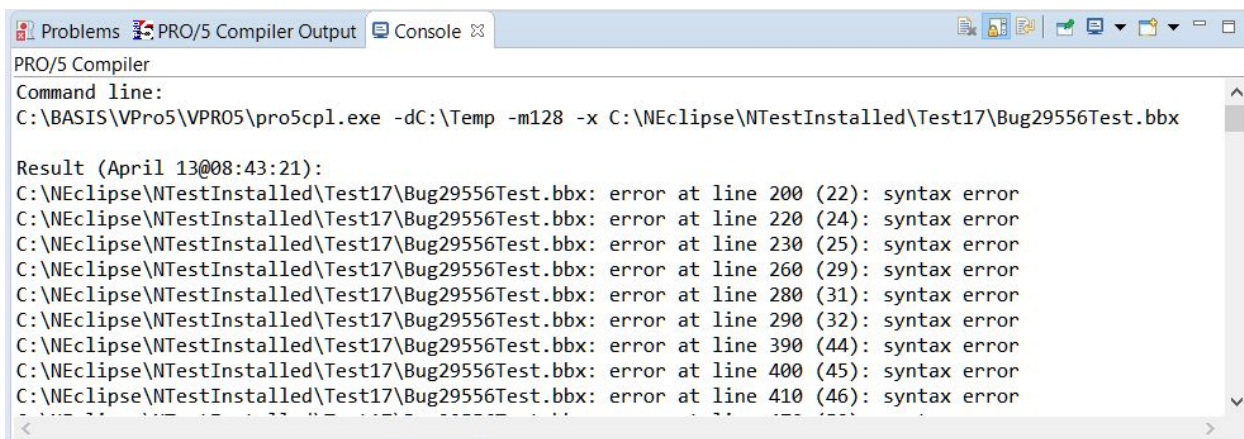 Problems PRO/5 Compiler Output Console
PRO/5 Compiler
Command line:
C:\BASIS\VPro5\VPRO5\pro5cpl.exe -dC:\Temp -m128 -x C:\NEclipse\NTestInstalled\Test17\Bug29556Test.bbx
Result (April 13@08:43:21):
C:\NEclipse\NTestInstalled\Test17\Bug29556Test.bbx: error at line 200 (22): syntax error
C:\NEclipse\NTestInstalled\Test17\Bug29556Test.bbx: error at line 220 (24): syntax error
C:\NEclipse\NTestInstalled\Test17\Bug29556Test.bbx: error at line 230 (25): syntax error
C:\NEclipse\NTestInstalled\Test17\Bug29556Test.bbx: error at line 260 (29): syntax error
C:\NEclipse\NTestInstalled\Test17\Bug29556Test.bbx: error at line 280 (31): syntax error
C:\NEclipse\NTestInstalled\Test17\Bug29556Test.bbx: error at line 290 (32): syntax error
C:\NEclipse\NTestInstalled\Test17\Bug29556Test.bbx: error at line 390 (44): syntax error
C:\NEclipse\NTestInstalled\Test17\Bug29556Test.bbx: error at line 400 (45): syntax error
C:\NEclipse\NTestInstalled\Test17\Bug29556Test.bbx: error at line 410 (46): syntax error